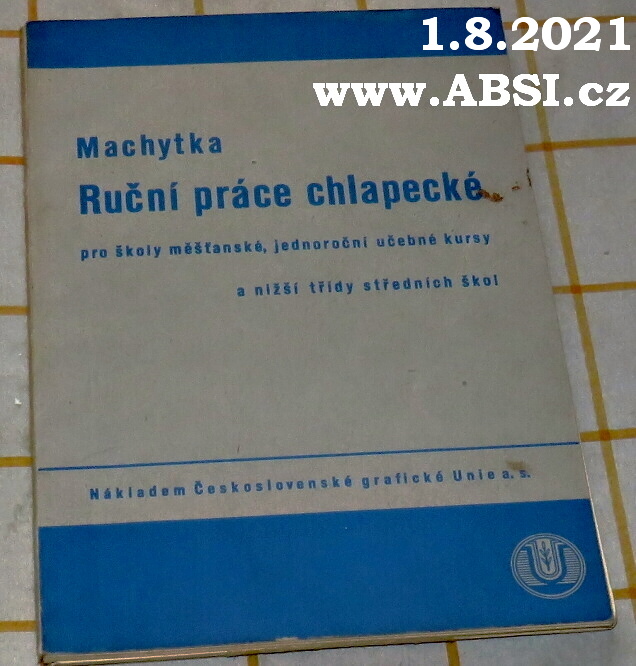 1.8.2021
www.ABSI.cz
Machytka
Ruční práce chlapecké
pro školy měšťanské, jednoroční učebné kursy
a nižší třídy středních škol
Nákladem Československé grafické Unie a. s.
U